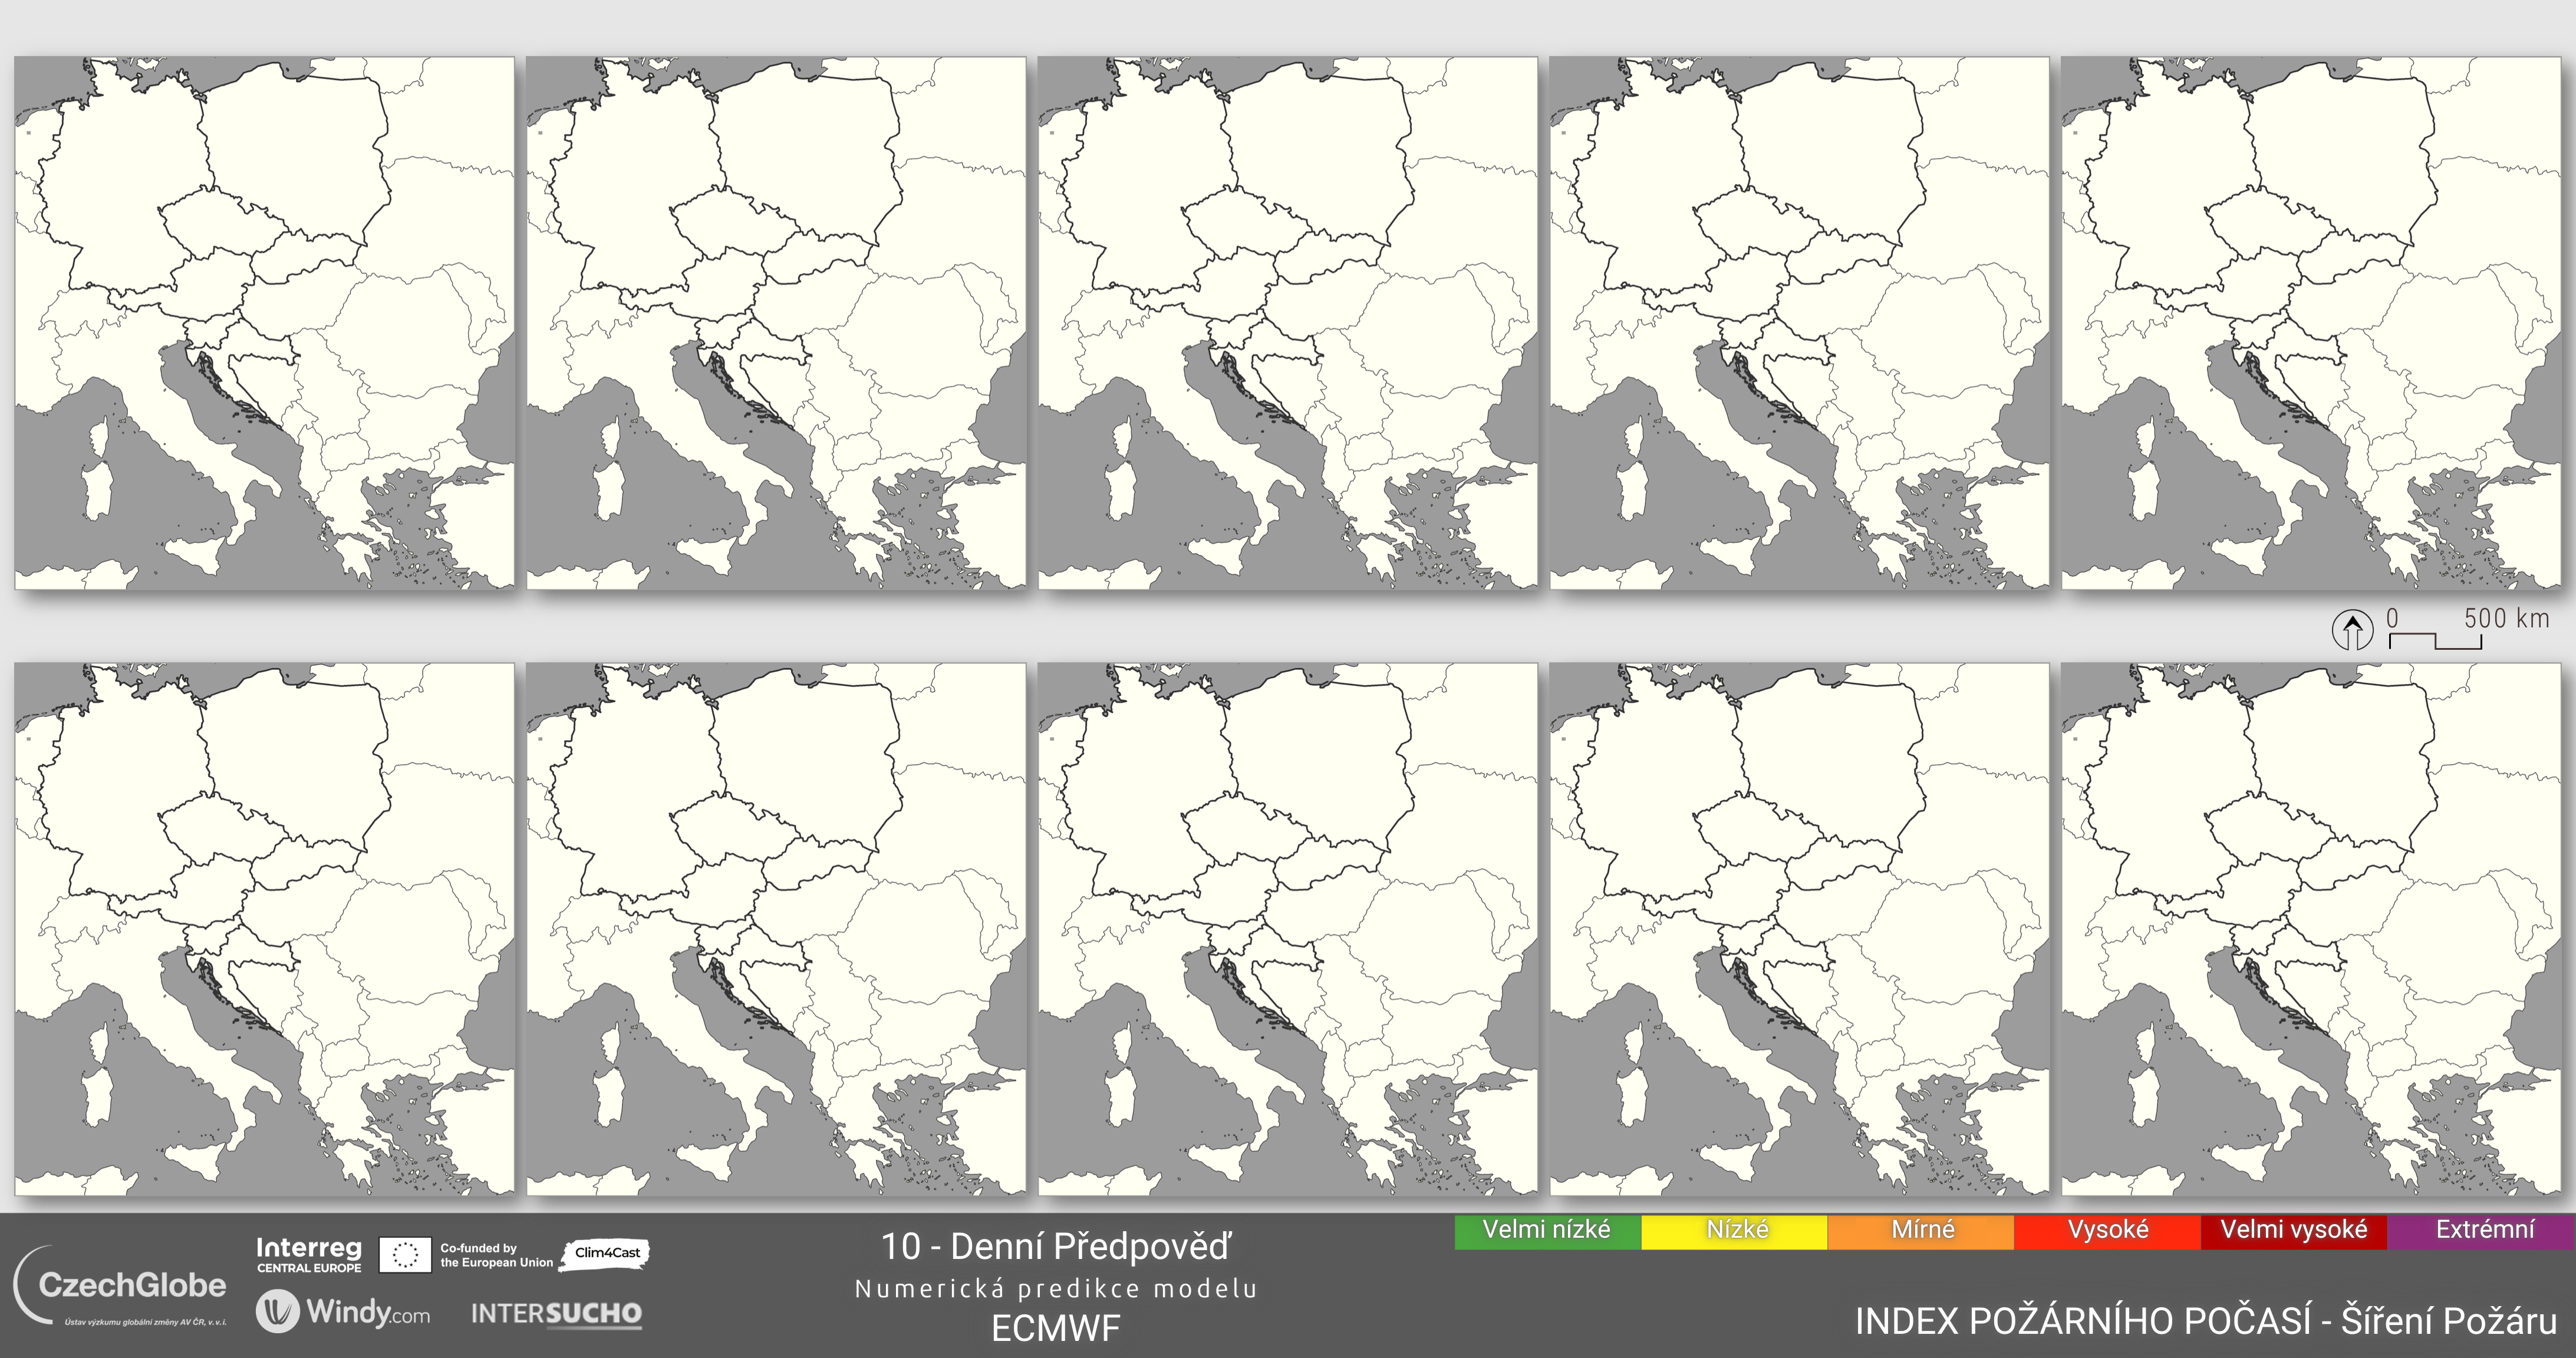 0 500 km
Velmi nízké Nízké Mírné Vysoké Velmi vysoké Extrémní
Interreg
CENTRAL EUROPE
Co-funded by
the European Union
Clim4Cast
CzechGlobe
Ústav výzkumu globální změny AV ČR, v. v. i.
Windy.com
INTERSUCHO
10 - Denní Předpověď
Numerická predikce modelu
ECMWF
INDEX POŽÁRNÍHO POČASÍ - Šíření Požáru